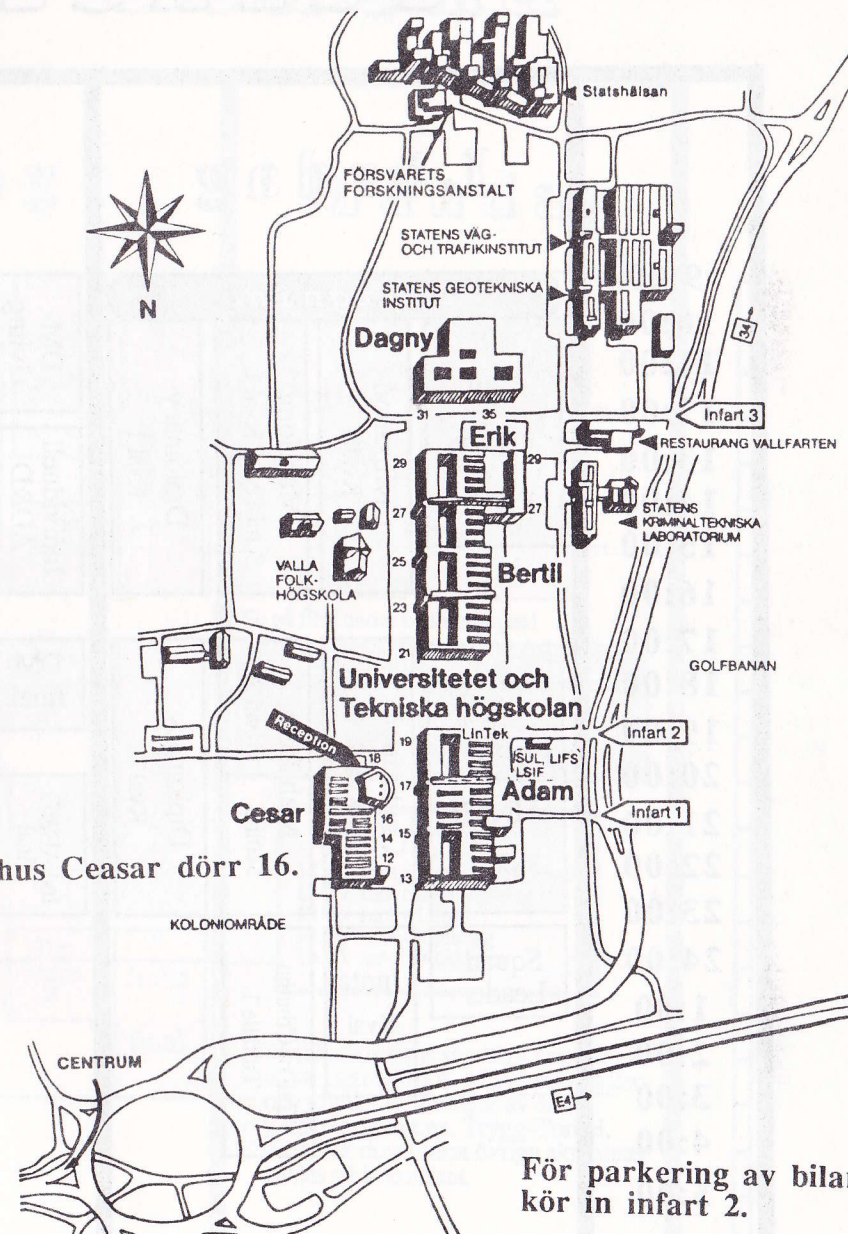 Statshälsan
FÖRSVARETS
FORSKNINGSANSTALT
STATENS VÄG-
OCH TRAFIKINSTITUT
N
STATENS GEOTEKNISKA
INSTITUT
34
Dagny
31
35
Infart 3
Erik
RESTAURANG VALLFARTEN
29
29
27
27
STATENS
KRIMINALTEKNISKA
LABORATORIUM
VALLA
FOLK-
HÖGSKOLA
25
Bertil
23
21
GOLFBANAN
Universitetet och
Tekniska högskolan
Reception
19
LinTek
Infart 2
18
SUL, LIFS
LSIF
17
Adam
Cesar
16
Infart 1
15
14
12
hus Ceasar dörr 16.
13
KOLONIOMRÅDE
CENTRUM
E4
För parkering av bilar
kör in infart 2.